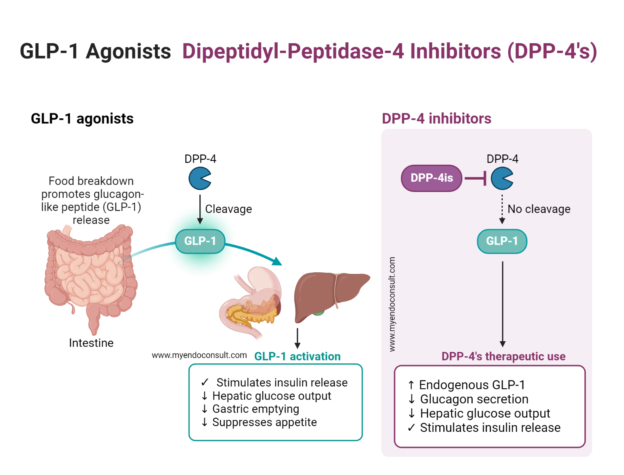 GLP-1 Agonists Dipeptidyl-Peptidase-4 Inhibitors (DPP-4's)
GLP-1 agonists
DPP-4
Food breakdown
promotes glucagon-
like peptide (GLP-1)
release
Cleavage
GLP-1
Intestine
www.myendoconsult.com
GLP-1 activation
✓ Stimulates insulin release
↓ Hepatic glucose output
↓ Gastric emptying
↓ Suppresses appetite
DPP-4 inhibitors
DPP-4
DPP-4is
No cleavage
GLP-1
www.myendoconsult.com
DPP-4's therapeutic use
↑ Endogenous GLP-1
↓ Glucagon secretion
↓ Hepatic glucose output
✓ Stimulates insulin release